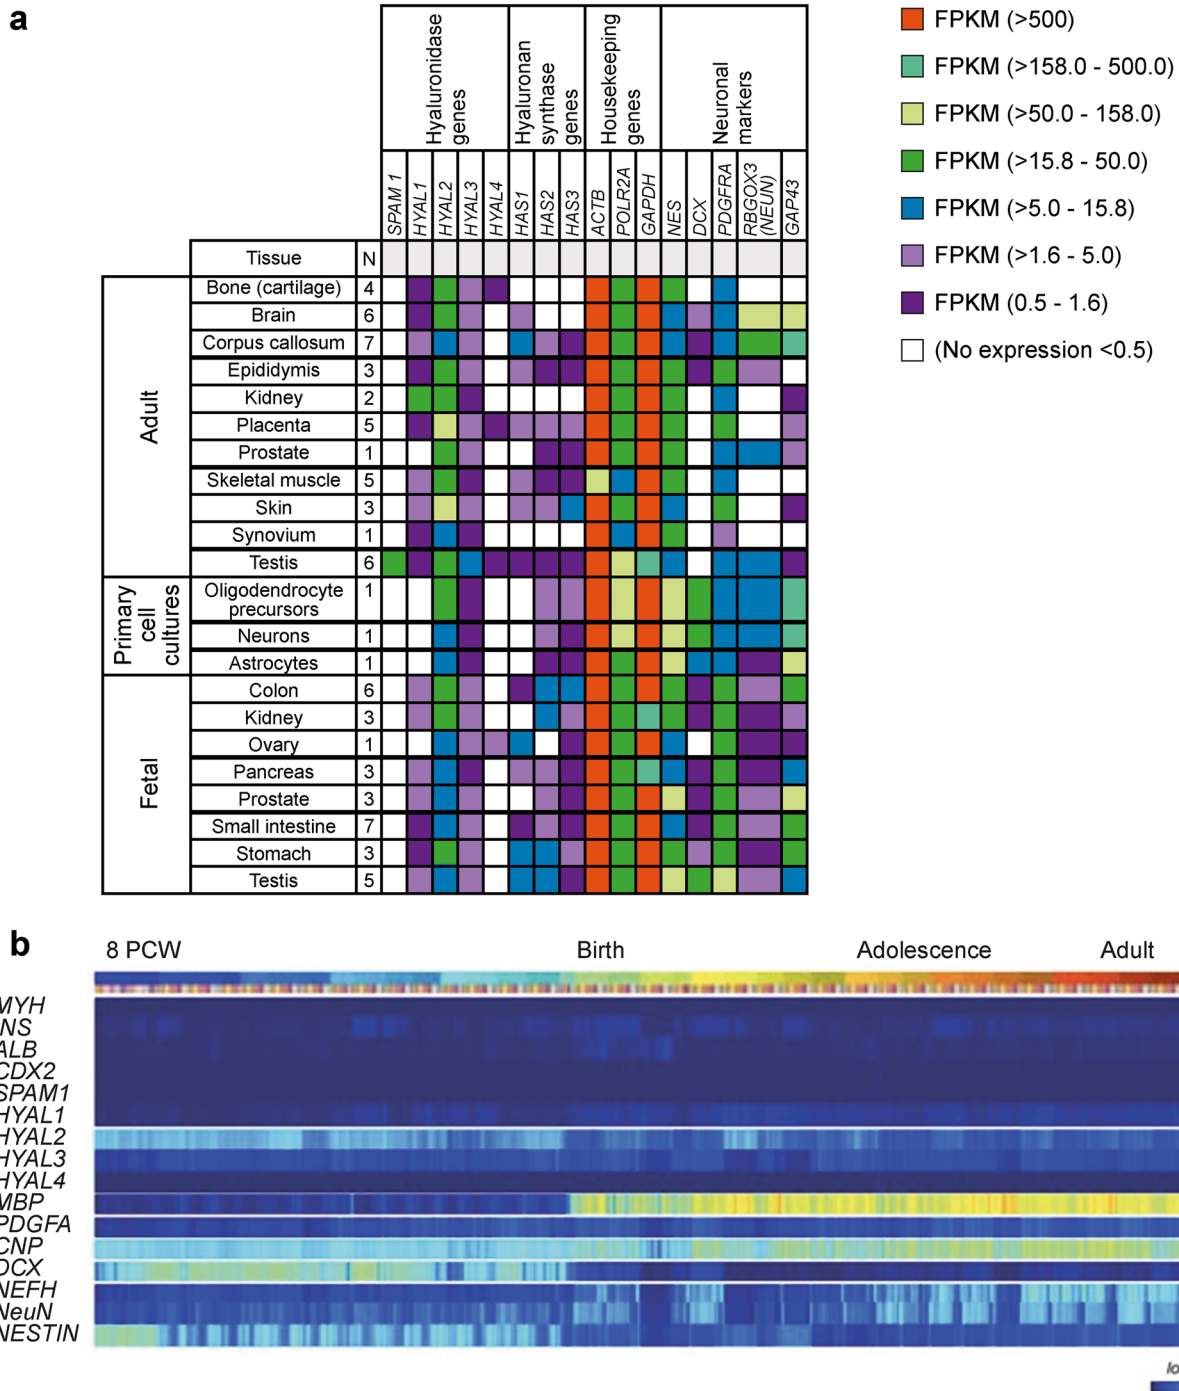 a
Hyaluronidase
genes
Hyaluronan
synthase
genes
Housekeeping
genes
Neuronal
markers
FPKM (>500)
FPKM (>158.0 - 500.0)
FPKM (>50.0 - 158.0)
FPKM (>15.8 - 50.0)
FPKM (>5.0 - 15.8)
FPKM (>1.6 - 5.0)
FPKM (0.5 - 1.6)
(No expression <0.5)
SPAM 1
HYAL1
HYAL2
HYAL3
HYAL4
HAS1
HAS2
HAS3
ACTB
POLR2A
GAPDH
NES
DCX
PDGFRA
RBGOX3
(NEUN)
GAP43
Tissue N
Adult
Bone (cartilage) 4
Brain 6
Corpus callosum 7
Epididymis 3
Kidney 2
Placenta 5
Prostate 1
Skeletal muscle 5
Skin 3
Synovium 1
Testis 6
Primary
cell
cultures
Oligodendrocyte 1
precursors
Neurons 1
Astrocytes 1
Fetal
Colon 6
Kidney 3
Ovary 1
Pancreas 3
Prostate 3
Small intestine 7
Stomach 3
Testis 5
b
8 PCW Birth Adolescence Adult
MYH
INS
ALB
CDX2
SPAM1
HYAL1
HYAL2
HYAL3
HYAL4
MBP
PDGFA
CNP
DCX
NEFH
NeuN
NESTIN
lo